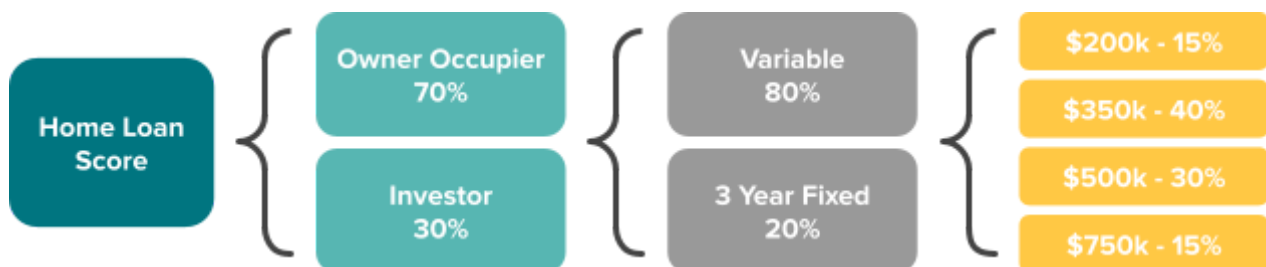 Home Loan
Score
Owner Occupier
70%
Investor
30%
Variable
80%
3 Year Fixed
20%
$200k - 15%
$350k - 40%
$500k - 30%
$750k - 15%